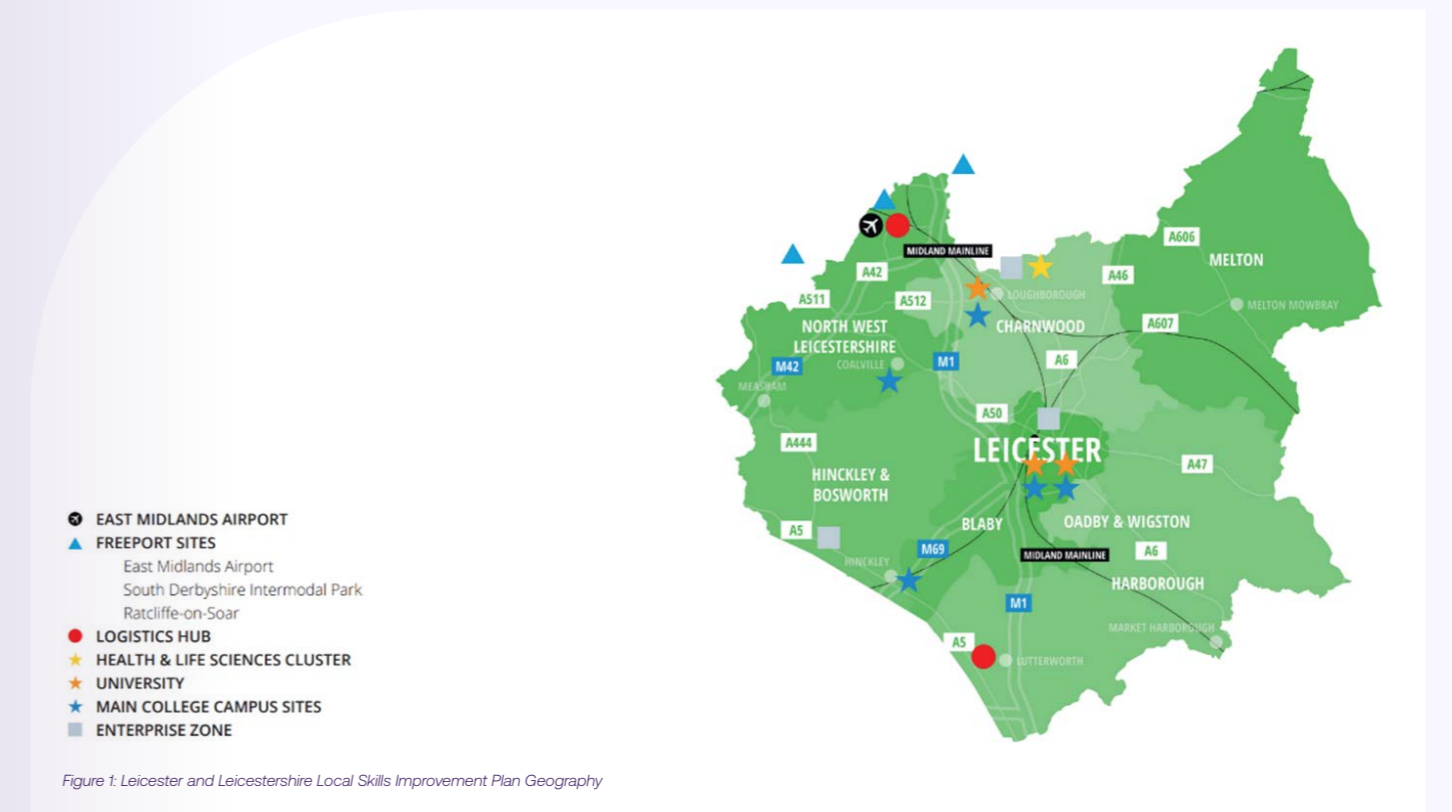 A606
MELTON
MIDLAND MAINLINE
A42
A46
LOUGHBOROUGH
A511
A512
MELTON MOWBRAY
NORTH WEST
LEICESTERSHIRE
CHARNWOOD
A607
COALVILLE
M1
A6
M42
MEASHAM
A50
A444
LEICESTER
A47
HINCKLEY &
BOSWORTH
BLABY
OADBY & WIGSTON
A5
M69
MIDLAND MAINLINE
A6
HINCKLEY
HARBOROUGH
M1
MARKET HARBOROUGH
A5
LUTTERWORTH
EAST MIDLANDS AIRPORT
FREEPORT SITES
East Midlands Airport
South Derbyshire Intermodal Park
Ratcliffe-on-Soar
LOGISTICS HUB
HEALTH & LIFE SCIENCES CLUSTER
UNIVERSITY
MAIN COLLEGE CAMPUS SITES
ENTERPRISE ZONE
Figure 1: Leicester and Leicestershire Local Skills Improvement Plan Geography